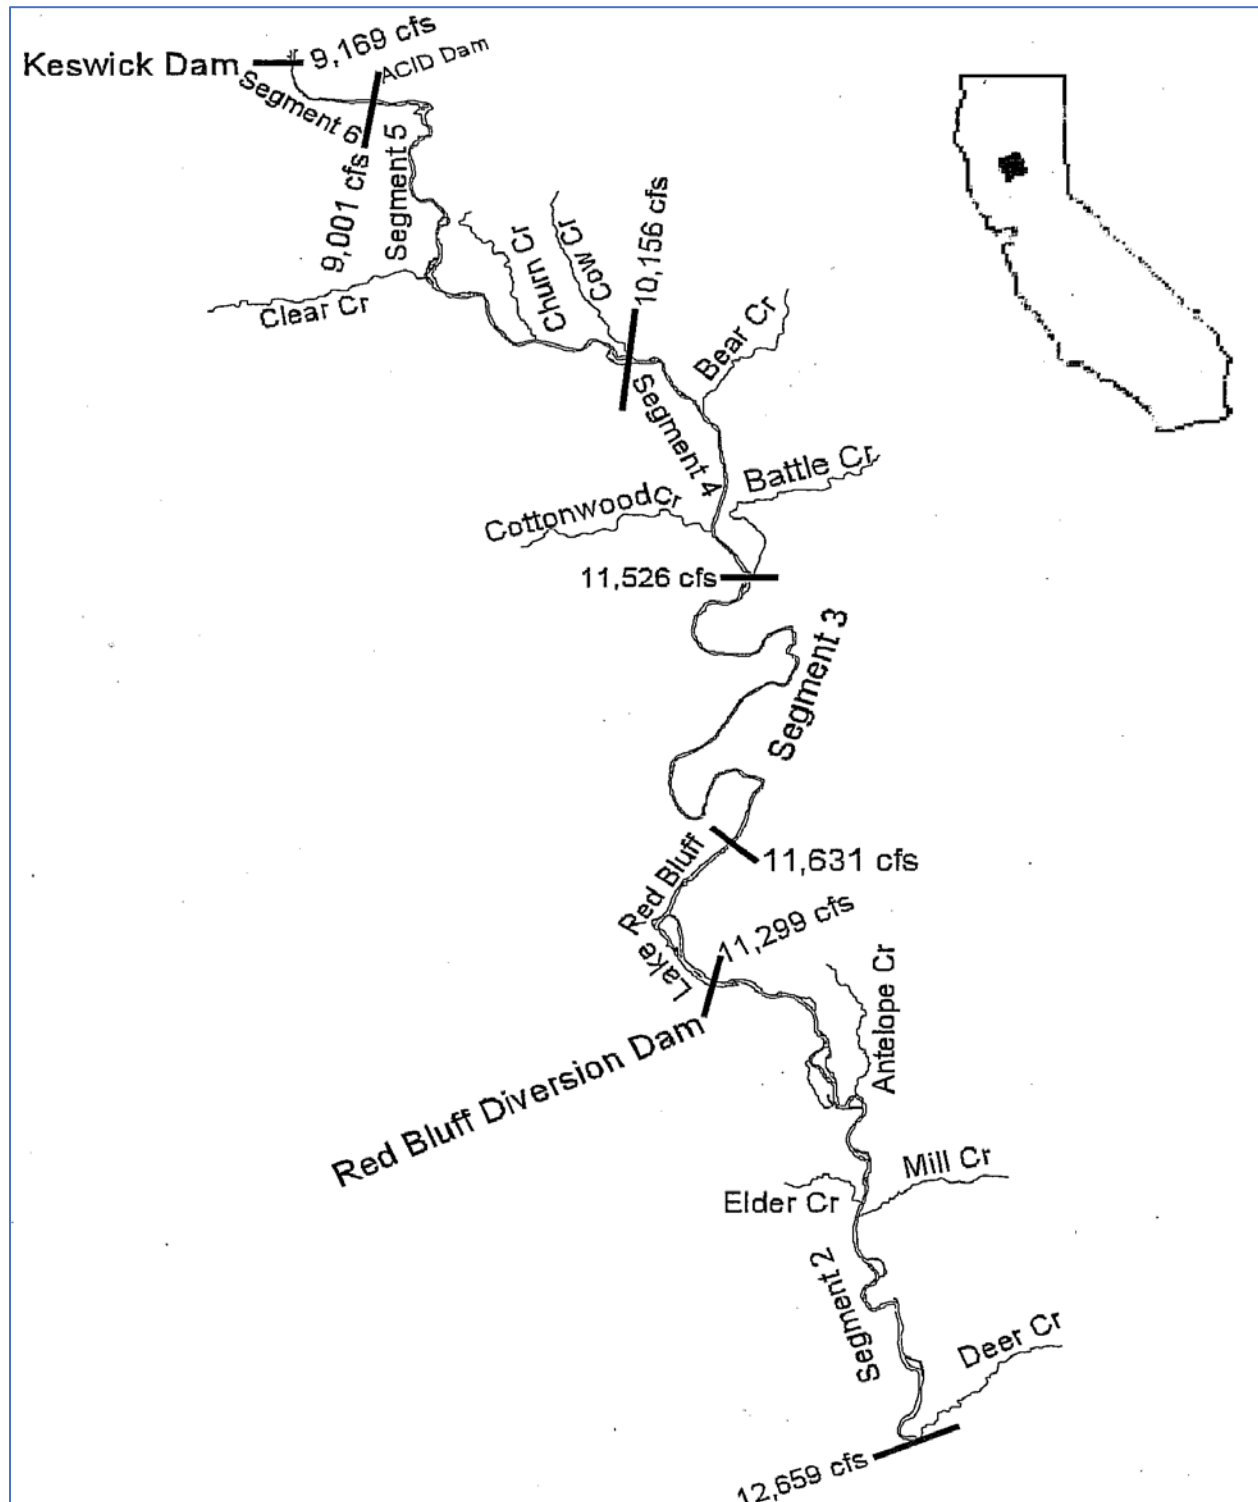 9,169 cfs
ACID Dam
Keswick Dam
Segment 6
9,001 cfs
Segment 5
Clear Cr
Churn Cr
Cow Cr
10,156 cfs
Bear Cr
Segment 4
Battle Cr
Cottonwood Cr
11,526 cfs
Segment 3
11,631 cfs
Lake Red Bluff
11,299 cfs
Red Bluff Diversion Dam
Antelope Cr
Mill Cr
Elder Cr
Segment 2
Deer Cr
12,659 cfs